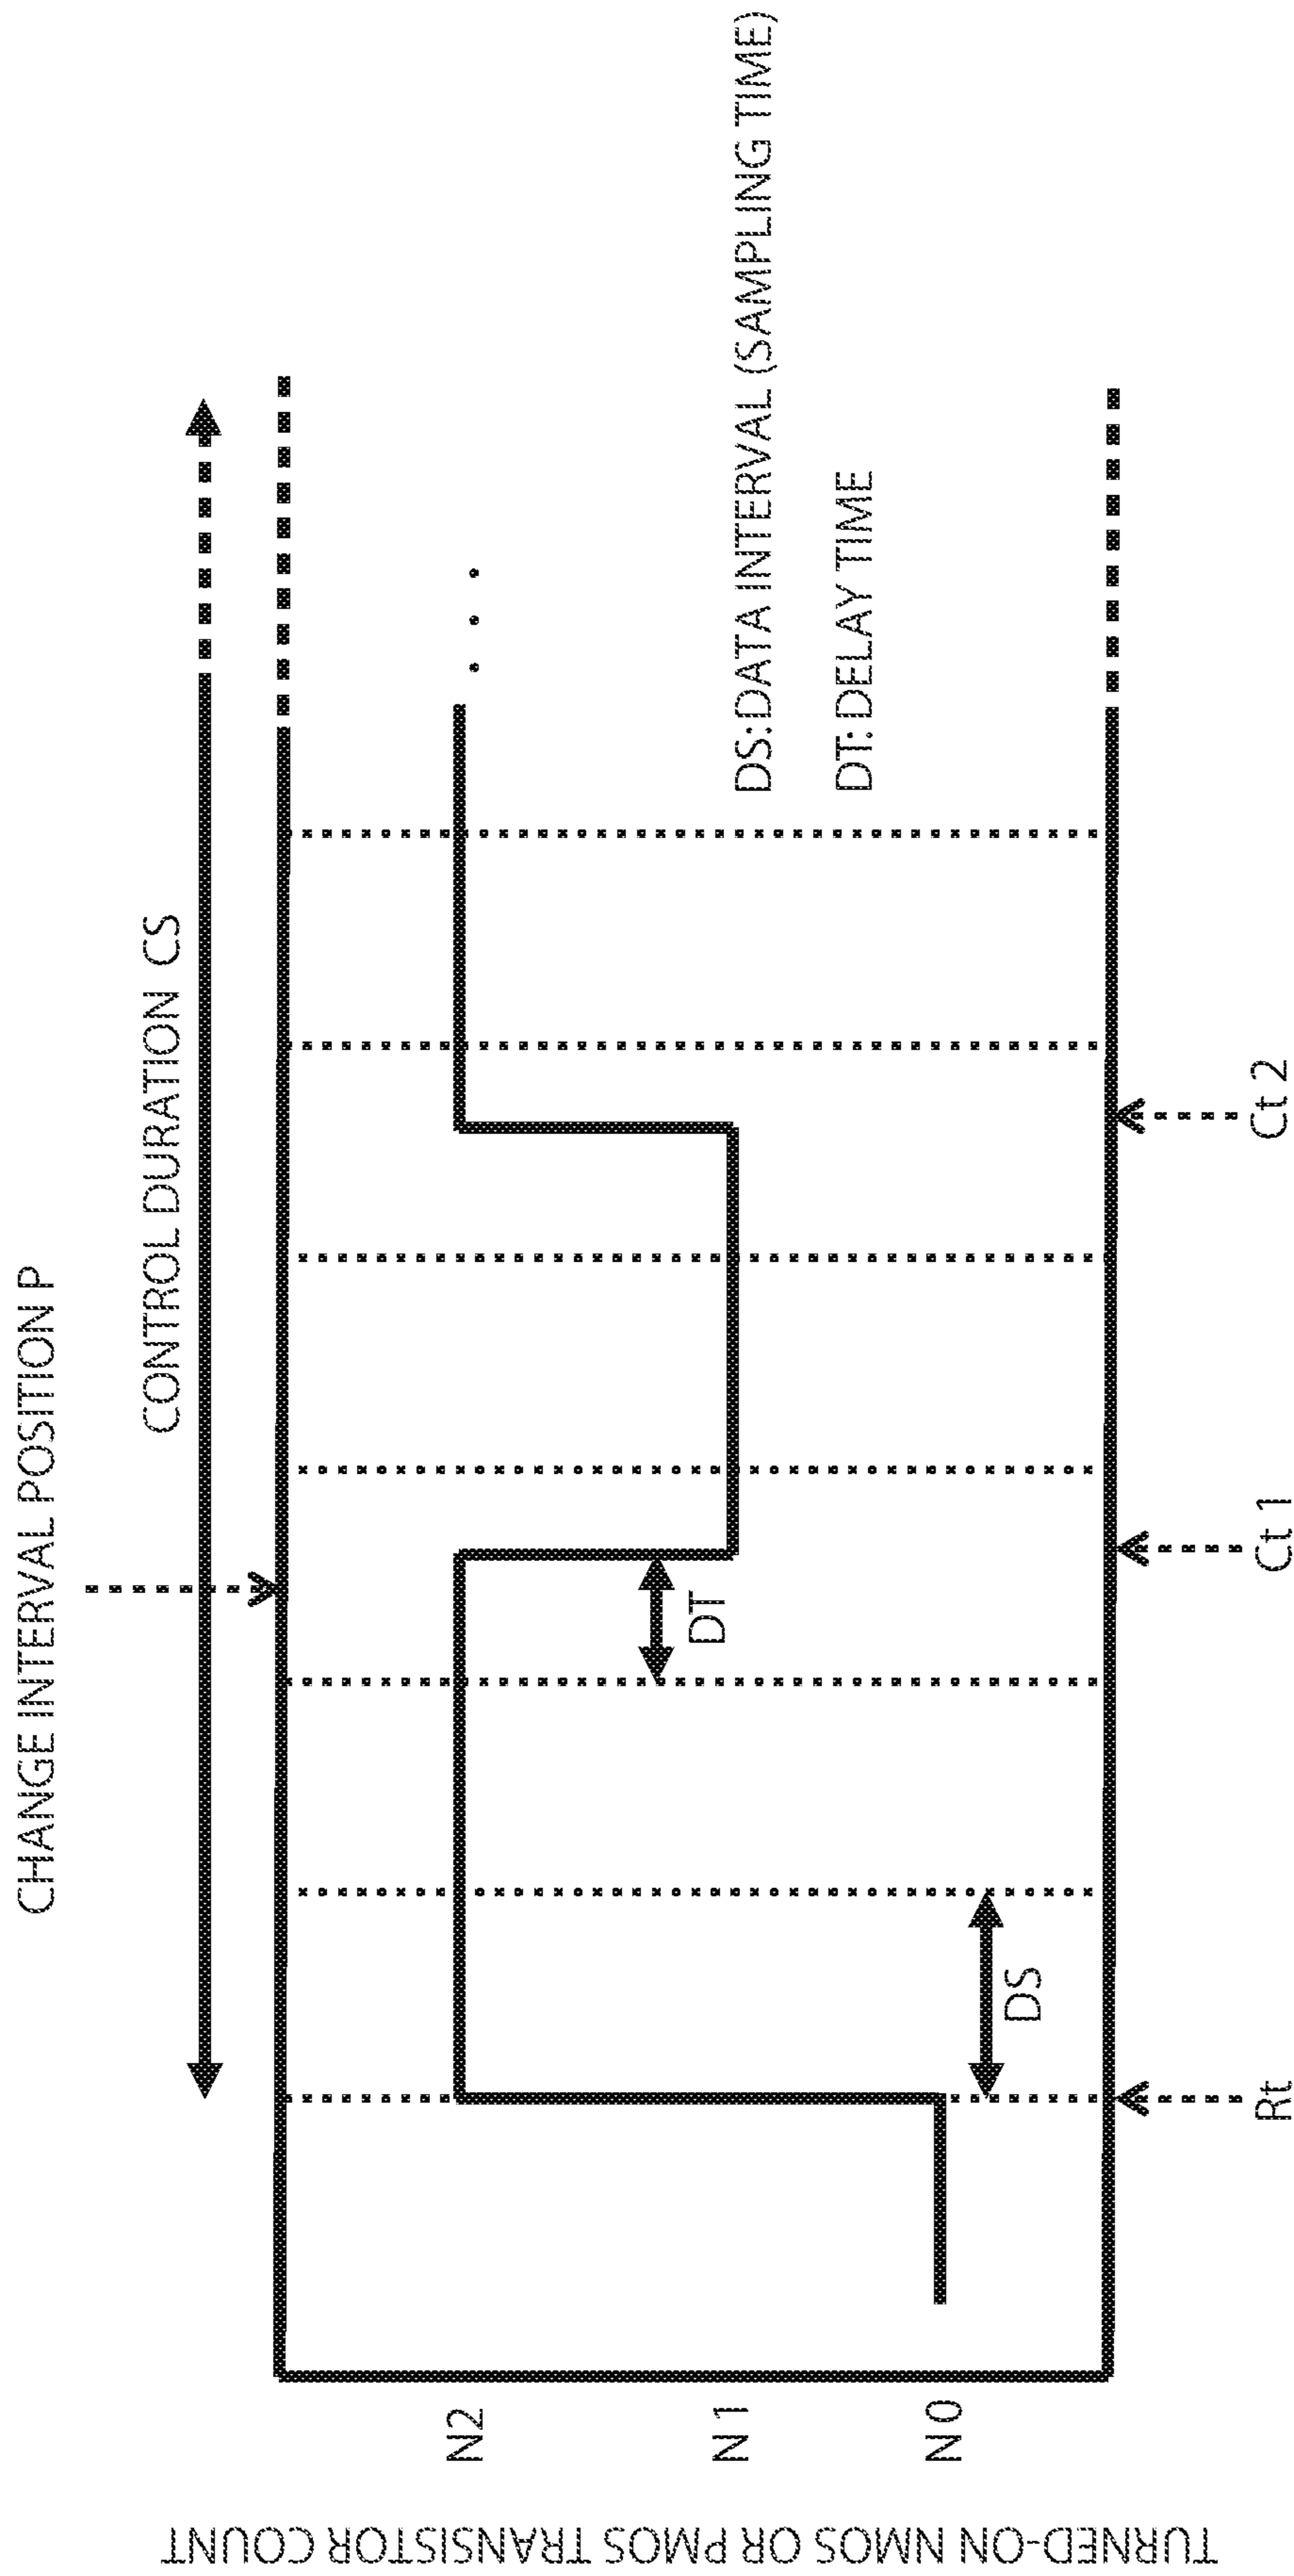 CHANGE INTERVAL POSITION P
CONTROL DURATION CS
TURNED-ON NMOS OR PMOS TRANSISTOR COUNT
N2
N1
N0
DT
DS
DS:DATA INTERVAL (SAMPLING TIME)
DT: DELAY TIME
Rt
Ct 1
Ct 2